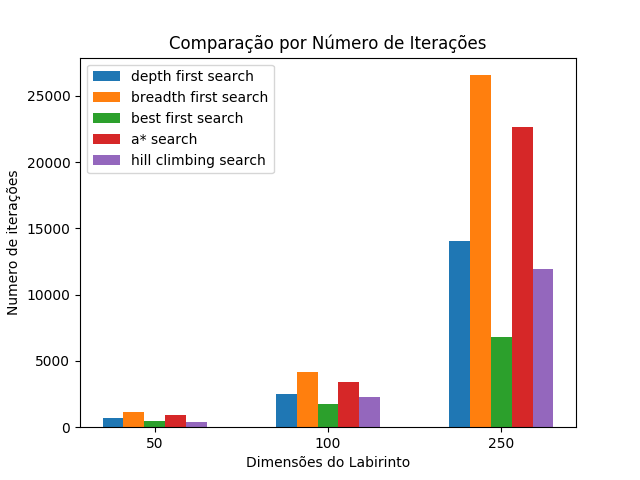 Comparação por Número de Iterações
depth first search
breadth first search
best first search
a* search
hill climbing search
Numero de iterações
25000
20000
15000
10000
5000
0
50
100
250
Dimensões do Labirinto